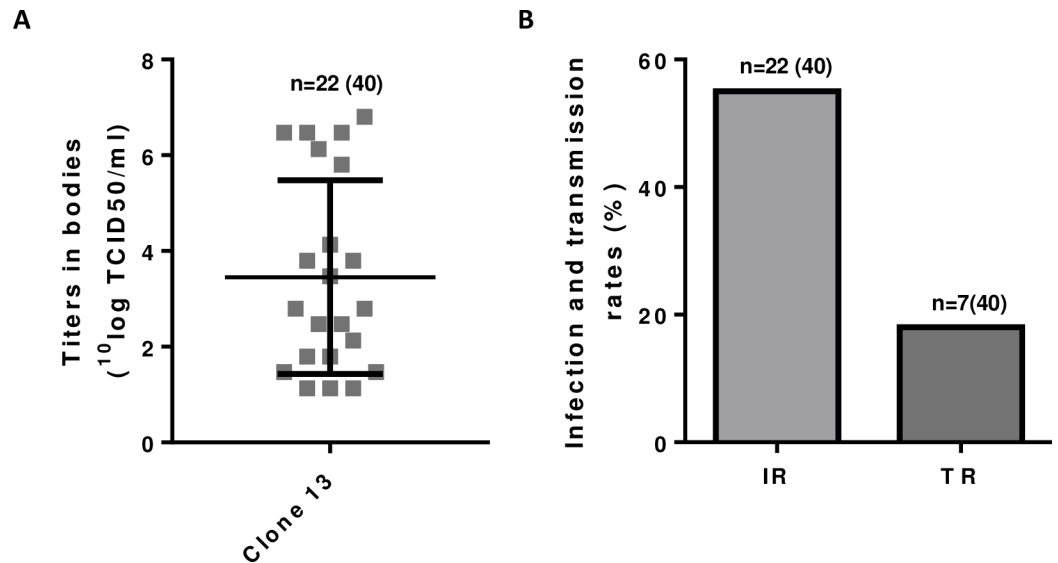 A
Titers in bodies
(10log TCID50/ml)
8
6
4
2
0
n=22 (40)
Clone 13
B
Infection and transmission
rates (%)
60
40
20
0
n=22 (40)
n=7(40)
IR
TR